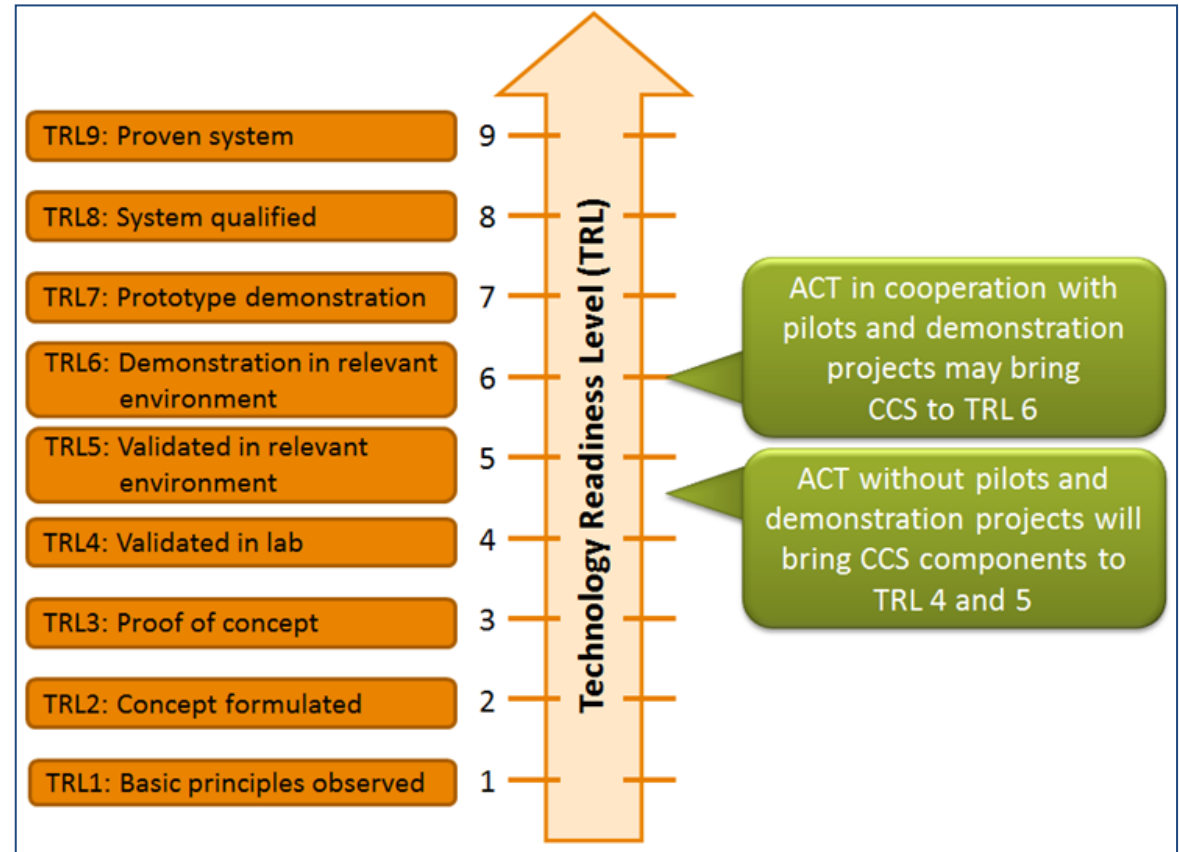 TRL9: Proven system
9
TRL8: System qualified
8
TRL7: Prototype demonstration
7
TRL6: Demonstration in relevant
environment
6
TRL5: Validated in relevant
environment
5
TRL4: Validated in lab
4
TRL3: Proof of concept
3
TRL2: Concept formulated
2
TRL1: Basic principles observed
1
Technology Readiness Level (TRL)
ACT in cooperation with
pilots and demonstration
projects may bring
CCS to TRL 6
ACT without pilots and
demonstration projects will
bring CCS components to
TRL 4 and 5